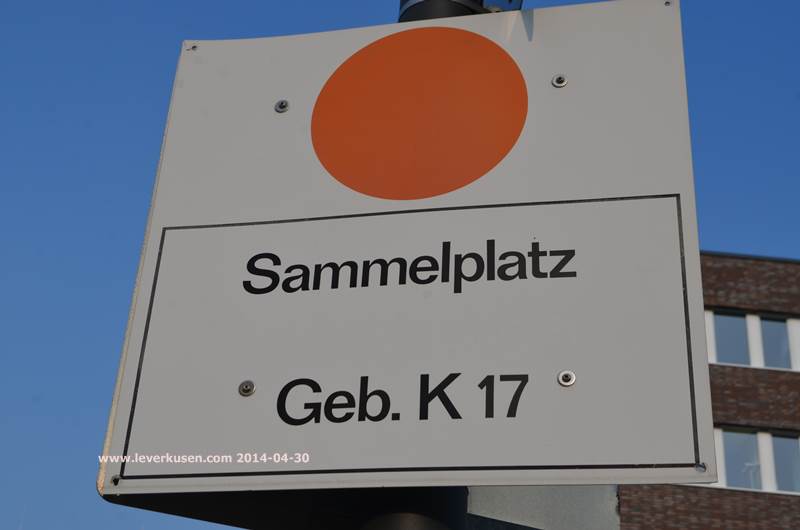 Sammelplatz
Geb. K 17
www.leverkusen.com 2014-04-30